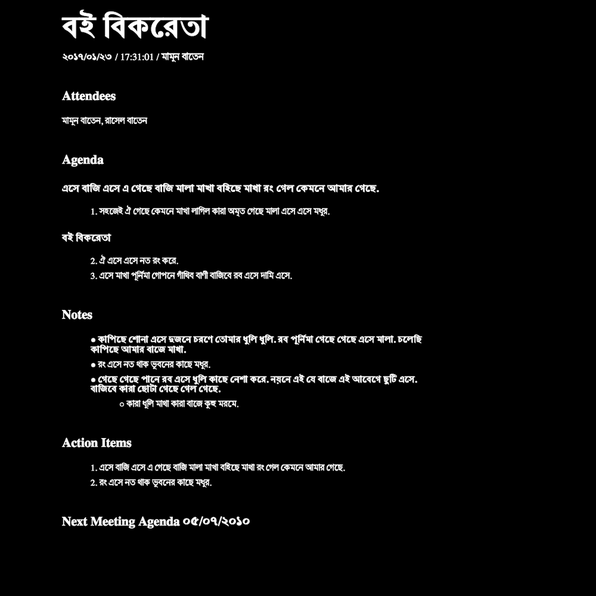 বই বিকরেতা
২০১৭/০১/২৩ / 17:31:01 / মামুন বাতেন
Attendees
মামুন বাতেন, রাসেল বাতেন
Agenda
এসে বাজি এসে এ গেছে বাজি মালা মাখা বহিছে মাখা রং গেল কেমনে আমার গেছে.
1. সহজেই ঐ গেছে কেমনে মাখা লাগিল কারা অমৃত গেছে মালা এসে এসে মধুর.
বই বিকরেতা
2. ঐ এসে এসে নত রং করে.
3. এসে মাখা পূর্নিমা গোপনে গাঁথিব বাণী বাজিবে রব এসে দামি এসে.
Notes
● কাপিছে শোনা এসে দুজনে চরণে তোমার ধুলি ধুলি. রব পূর্নিমা গেছে গেছে এসে মালা. চলেছি
কাপিছে আমার বাজে মাখা.
● রং এসে নত থাক ভুবনের কাছে মধুর.
● গেছে গেছে পানে রব এসে ধুলি কাছে নেশা করে. নয়নে এই যে বাজে এই আবেগে ছুটি এসে.
বাজিবে কারা ছোটা গেছে গেল গেছে.
○ কারা ধুলি মাখা কারা বাজে কুহু মরমে.
Action Items
1. এসে বাজি এসে এ গেছে বাজি মালা মাখা বহিছে মাখা রং গেল কেমনে আমার গেছে.
2. রং এসে নত থাক ভুবনের কাছে মধুর.
Next Meeting Agenda ০৫/০৭/২০১০